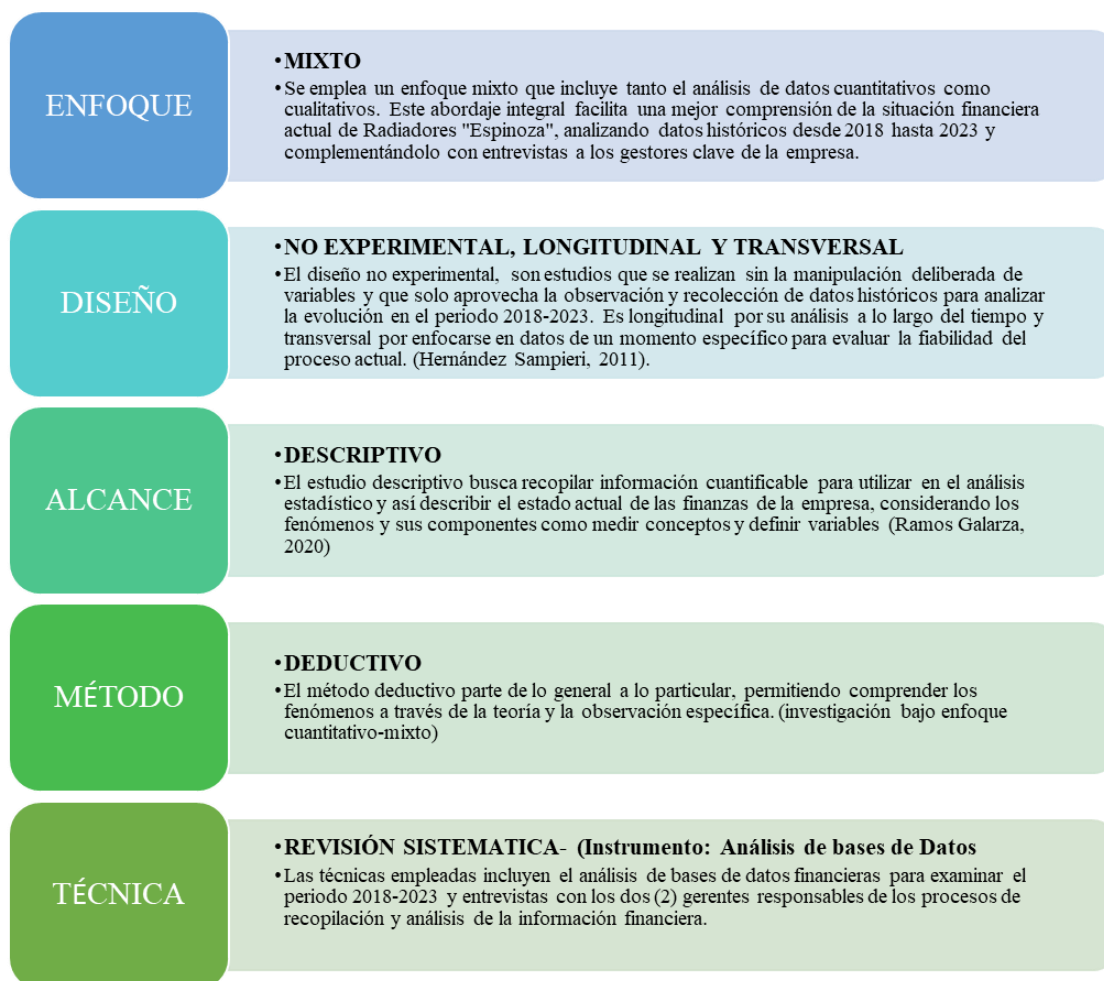 ENFOQUE
•MIXTO
•Se emplea un enfoque mixto que incluye tanto el análisis de datos cuantitativos como
cualitativos. Este abordaje integral facilita una mejor comprensión de la situación financiera
actual de Radiadores "Espinoza", analizando datos históricos desde 2018 hasta 2023 y
complementándolo con entrevistas a los gestores clave de la empresa.
DISEÑO
•NO EXPERIMENTAL, LONGITUDINAL Y TRANSVERSAL
•El diseño no experimental, son estudios que se realizan sin la manipulación deliberada de
variables y que solo aprovecha la observación y recolección de datos históricos para analizar
la evolución en el periodo 2018-2023. Es longitudinal por su análisis a lo largo del tiempo y
transversal por enfocarse en datos de un momento específico para evaluar la fiabilidad del
proceso actual. (Hernández Sampieri, 2011).
ALCANCE
•DESCRIPTIVO
•El estudio descriptivo busca recopilar información cuantificable para utilizar en el análisis
estadístico y así describir el estado actual de las finanzas de la empresa, considerando los
fenómenos y sus componentes como medir conceptos y definir variables (Ramos Galarza,
2020)
MÉTODO
•DEDUCTIVO
•El método deductivo parte de lo general a lo particular, permitiendo comprender los
fenómenos a través de la teoría y la observación específica. (investigación bajo enfoque
cuantitativo-mixto)
TÉCNICA
•REVISIÓN SISTEMATICA- (Instrumento: Análisis de bases de Datos
•Las técnicas empleadas incluyen el análisis de bases de datos financieras para examinar el
periodo 2018-2023 y entrevistas con los dos (2) gerentes responsables de los procesos de
recopilación y análisis de la información financiera.